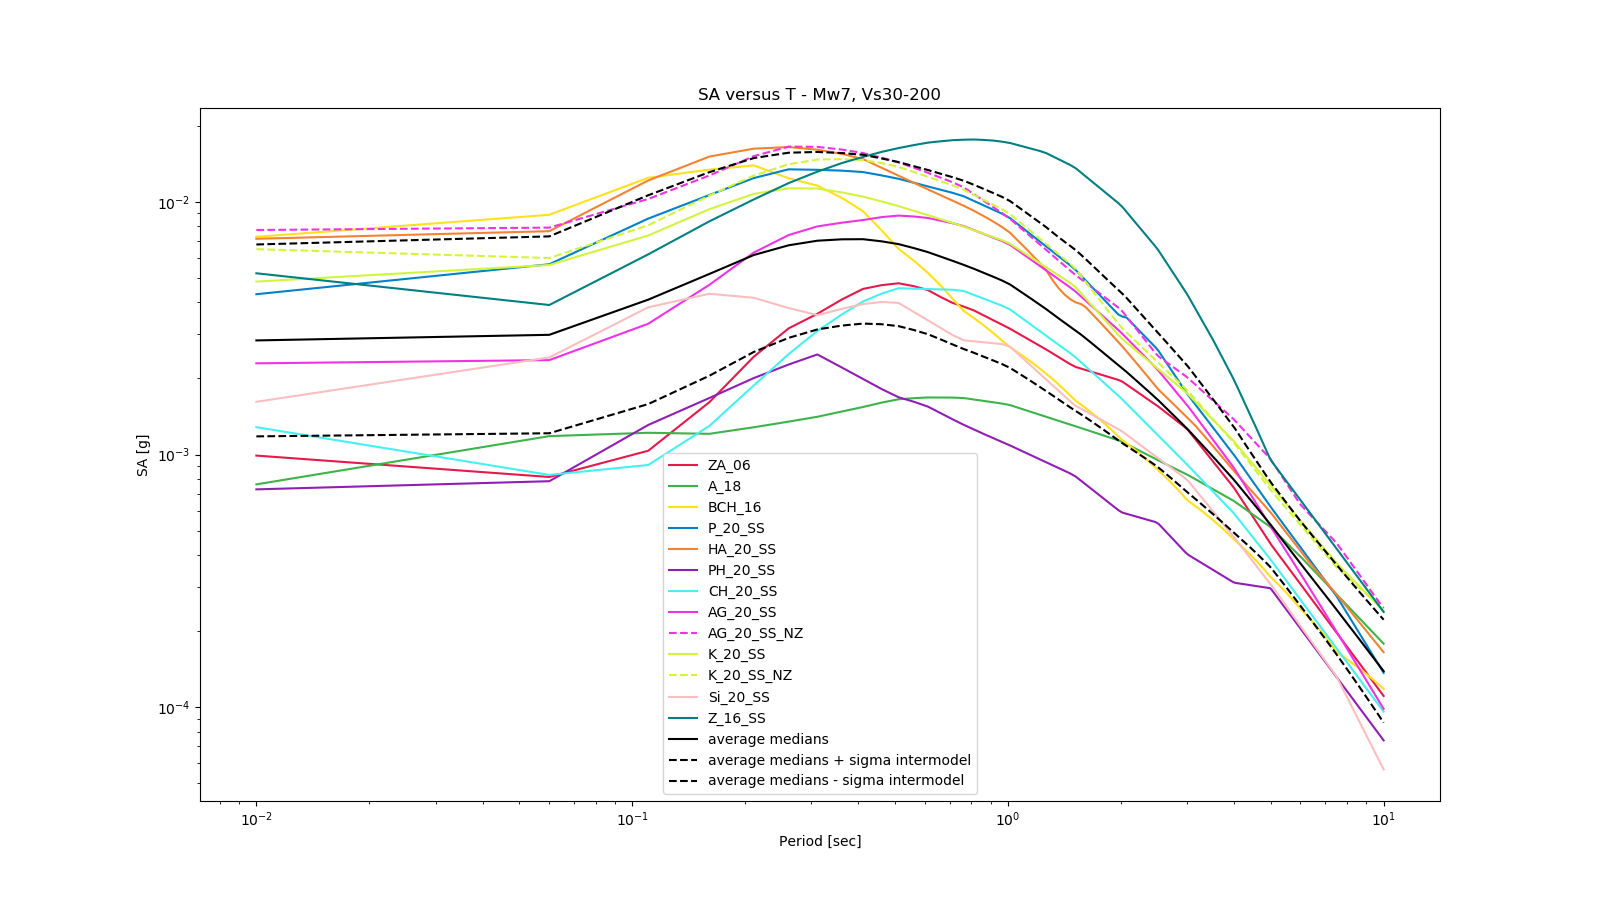 SA versus T - Mw7, Vs30-200
10⁻²
10⁻³
10⁻⁴
SA [g]
ZA_06
A_18
BCH_16
P_20_SS
HA_20_SS
PH_20_SS
CH_20_SS
AG_20_SS
AG_20_SS_NZ
K_20_SS
K_20_SS_NZ
Si_20_SS
Z_16_SS
average medians
average medians + sigma intermodel
average medians - sigma intermodel
10⁻² 10⁻¹ 10⁰ 10¹
Period [sec]